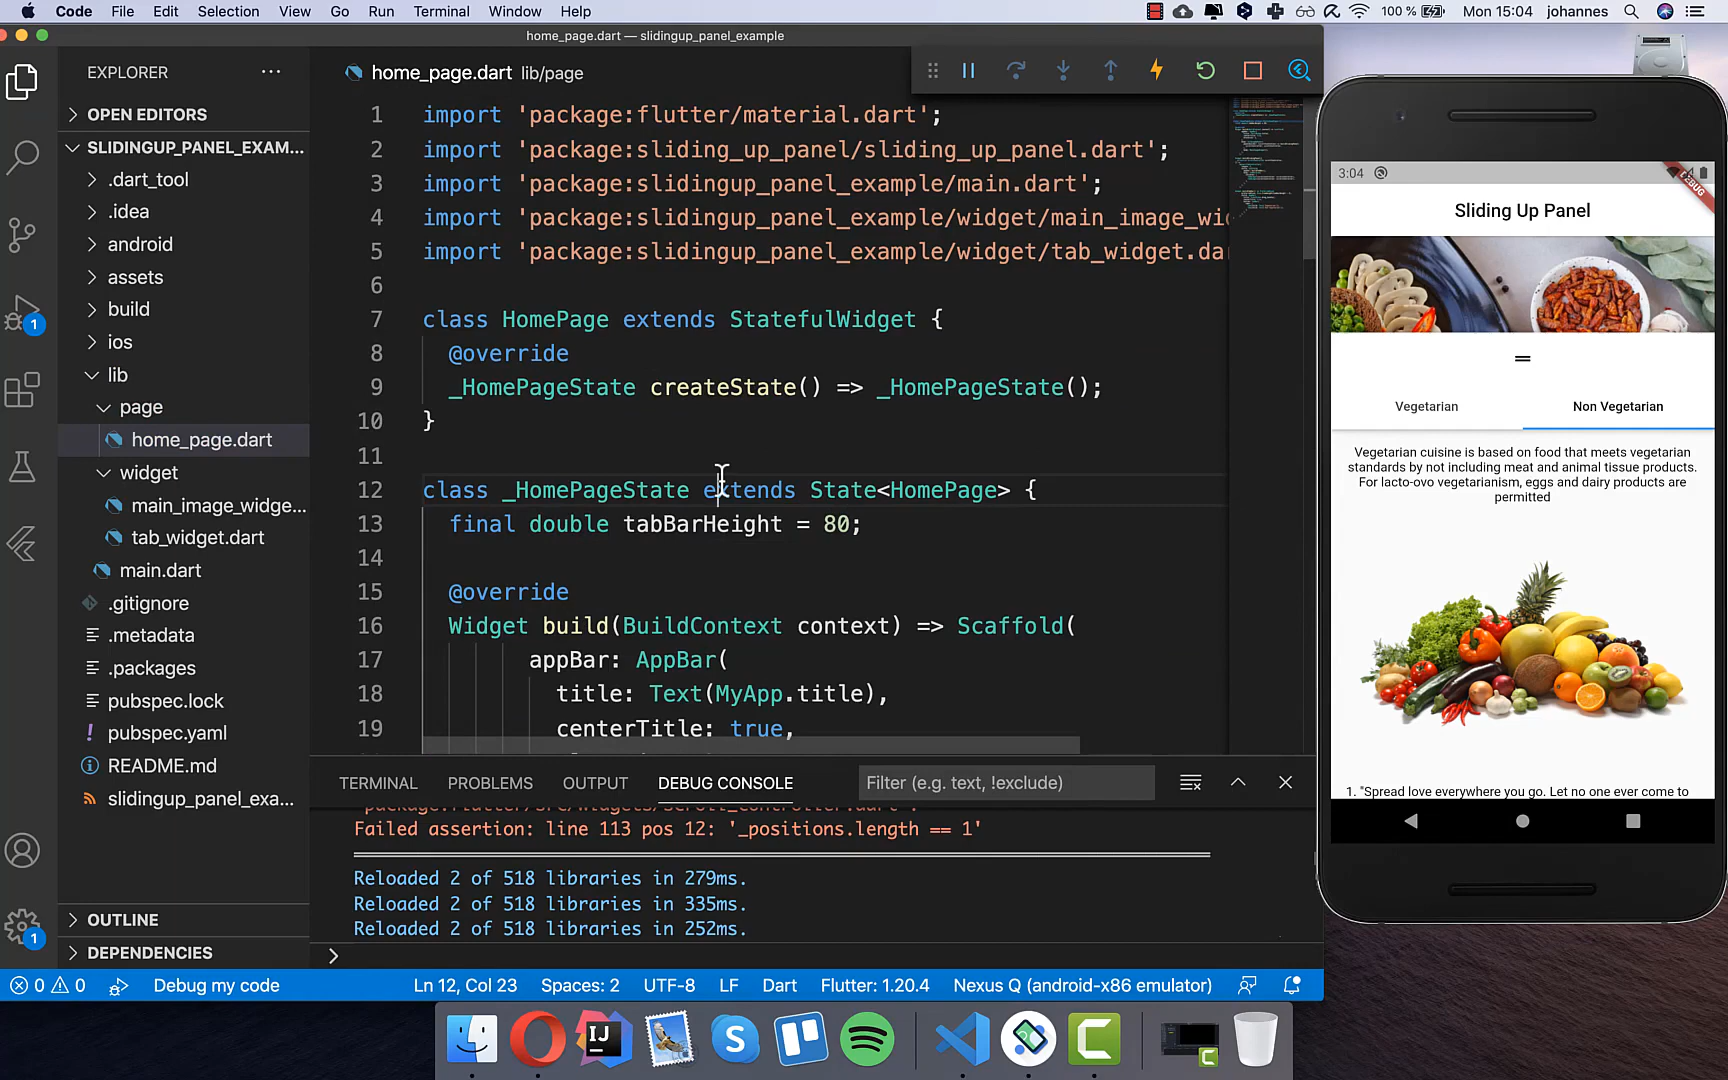 Code File Edit Selection View Go Run Terminal Window Help 100 % Mon 15:04 johannes
home_page.dart — slidingup_panel_example
EXPLORER
OPEN EDITORS
SLIDINGUP_PANEL_EXAM...
.dart_tool
.idea
android
assets
build
ios
lib
page
home_page.dart
widget
main_image_widge...
tab_widget.dart
main.dart
.gitignore
.metadata
.packages
pubspec.lock
pubspec.yaml
README.md
slidingup_panel_exa...
OUTLINE
DEPENDENCIES
1
1
home_page.dart lib/page
1 import 'package:flutter/material.dart';
2 import 'package:sliding_up_panel/sliding_up_panel.dart';
3 import 'package:slidingup_panel_example/main.dart';
4 import 'package:slidingup_panel_example/widget/main_image_wi
5 import 'package:slidingup_panel_example/widget/tab_widget.da
6
7 class HomePage extends StatefulWidget {
8 @override
9 _HomePageState createState() => _HomePageState();
10 }
11
12 class _HomePageState extends State<HomePage> {
13 final double tabBarHeight = 80;
14
15 @override
16 Widget build(BuildContext context) => Scaffold(
17 appBar: AppBar(
18 title: Text(MyApp.title),
19 centerTitle: true,
TERMINAL PROBLEMS OUTPUT DEBUG CONSOLE Filter (e.g. text, !exclude)
Failed assertion: line 113 pos 12: '_positions.length == 1'
Reloaded 2 of 518 libraries in 279ms.
Reloaded 2 of 518 libraries in 335ms.
Reloaded 2 of 518 libraries in 252ms.
0 0 Debug my code Ln 12, Col 23 Spaces: 2 UTF-8 LF Dart Flutter: 1.20.4 Nexus Q (android-x86 emulator)
3:04
DEBUG
Sliding Up Panel
Vegetarian Non Vegetarian
Vegetarian cuisine is based on food that meets vegetarian
standards by not including meat and animal tissue products.
For lacto-ovo vegetarianism, eggs and dairy products are
permitted
1. "Spread love everywhere you go. Let no one ever come to
IJ